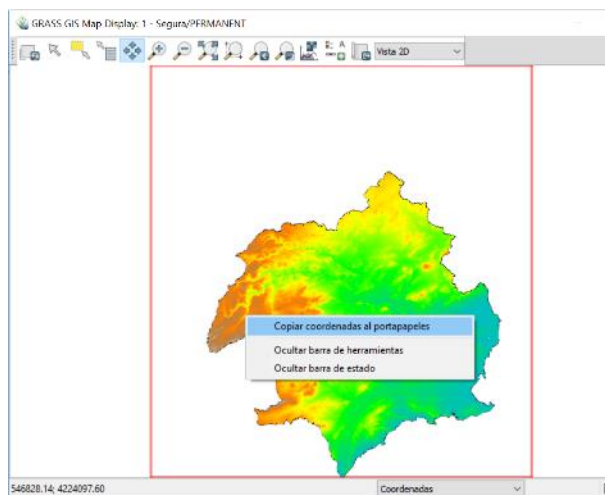 GRASS GIS Map Display: 1 - Segura/PERMANENT
Vista 2D
Copiar coordenadas al portapapeles
Ocultar barra de herramientas
Ocultar barra de estado
546828.14; 4224097.60
Coordenadas